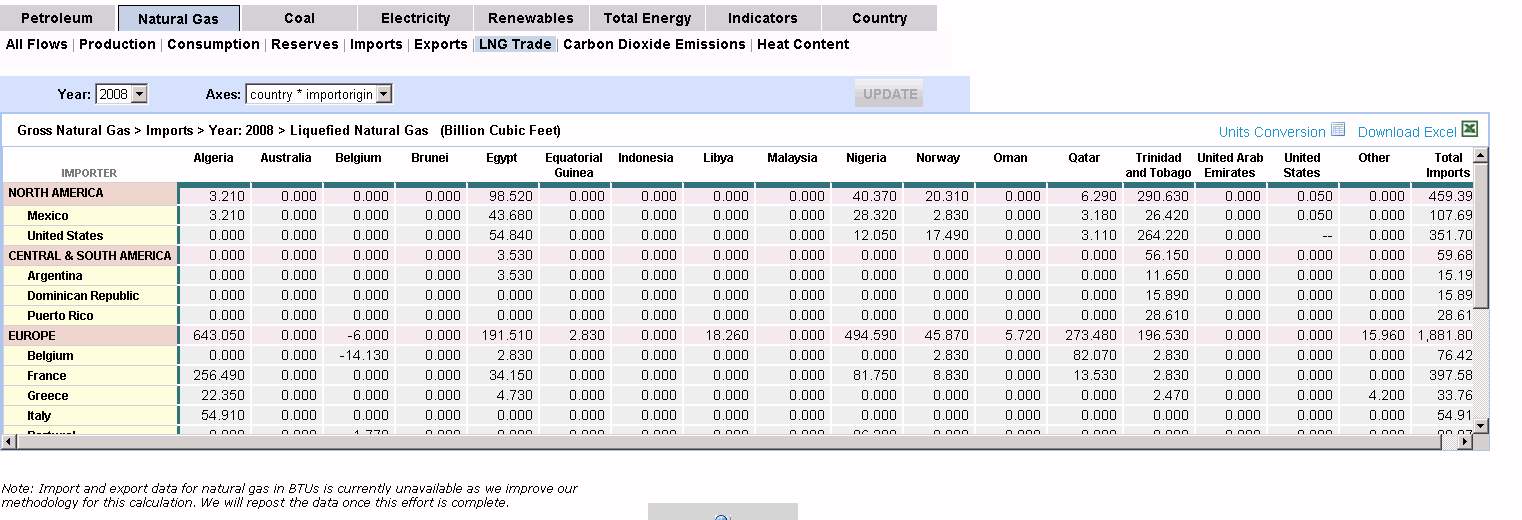 Petroleum Natural Gas Coal Electricity Renewables Total Energy Indicators Country
All Flows | Production | Consumption | Reserves | Imports | Exports | LNG Trade | Carbon Dioxide Emissions | Heat Content
Year: 2008 Axes: country * importorigin UPDATE
Gross Natural Gas > Imports > Year: 2008 > Liquefied Natural Gas (Billion Cubic Feet) Units Conversion Download Excel
IMPORTER Algeria Australia Belgium Brunei Egypt Equatorial Guinea Indonesia Libya Malaysia Nigeria Norway Oman Qatar Trinidad and Tobago United Arab Emirates United States Other Total Imports
NORTH AMERICA 3.210 0.000 0.000 0.000 98.520 0.000 0.000 0.000 0.000 40.370 20.310 0.000 6.290 290.630 0.000 0.050 0.000 459.39
Mexico 3.210 0.000 0.000 0.000 43.680 0.000 0.000 0.000 0.000 28.320 2.830 0.000 3.180 26.420 0.000 0.050 0.000 107.69
United States 0.000 0.000 0.000 0.000 54.840 0.000 0.000 0.000 0.000 12.050 17.490 0.000 3.110 264.220 0.000 -- 0.000 351.70
CENTRAL & SOUTH AMERICA 0.000 0.000 0.000 0.000 3.530 0.000 0.000 0.000 0.000 0.000 0.000 0.000 0.000 56.150 0.000 0.000 0.000 59.68
Argentina 0.000 0.000 0.000 0.000 3.530 0.000 0.000 0.000 0.000 0.000 0.000 0.000 0.000 11.650 0.000 0.000 0.000 15.19
Dominican Republic 0.000 0.000 0.000 0.000 0.000 0.000 0.000 0.000 0.000 0.000 0.000 0.000 0.000 15.890 0.000 0.000 0.000 15.89
Puerto Rico 0.000 0.000 0.000 0.000 0.000 0.000 0.000 0.000 0.000 0.000 0.000 0.000 0.000 28.610 0.000 0.000 0.000 28.61
EUROPE 643.050 0.000 -6.000 0.000 191.510 2.830 0.000 18.260 0.000 494.590 45.870 5.720 273.480 196.530 0.000 0.000 15.960 1,881.80
Belgium 0.000 0.000 -14.130 0.000 2.830 0.000 0.000 0.000 0.000 0.000 2.830 0.000 82.070 2.830 0.000 0.000 0.000 76.42
France 256.490 0.000 0.000 0.000 34.150 0.000 0.000 0.000 0.000 81.750 8.830 0.000 13.530 2.830 0.000 0.000 0.000 397.58
Greece 22.350 0.000 0.000 0.000 4.730 0.000 0.000 0.000 0.000 0.000 0.000 0.000 0.000 2.470 0.000 0.000 4.200 33.76
Italy 54.910 0.000 0.000 0.000 0.000 0.000 0.000 0.000 0.000 0.000 0.000 0.000 0.000 0.000 0.000 0.000 0.000 54.91
Note: Import and export data for natural gas in BTUs is currently unavailable as we improve our
methodology for this calculation. We will repost the data once this effort is complete.